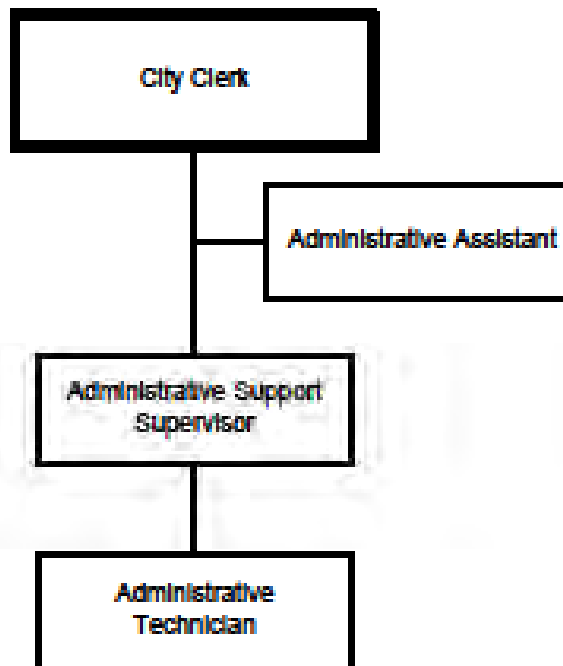 City Clerk
Administrative Assistant
Administrative Support
Supervisor
Administrative
Technician